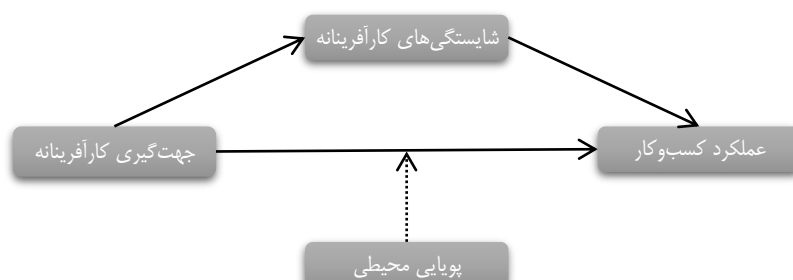 شایستگی‌های کارآفرینانه
جهت‌گیری کارآفرینانه
عملکرد کسب‌وکار
پویایی محیطی